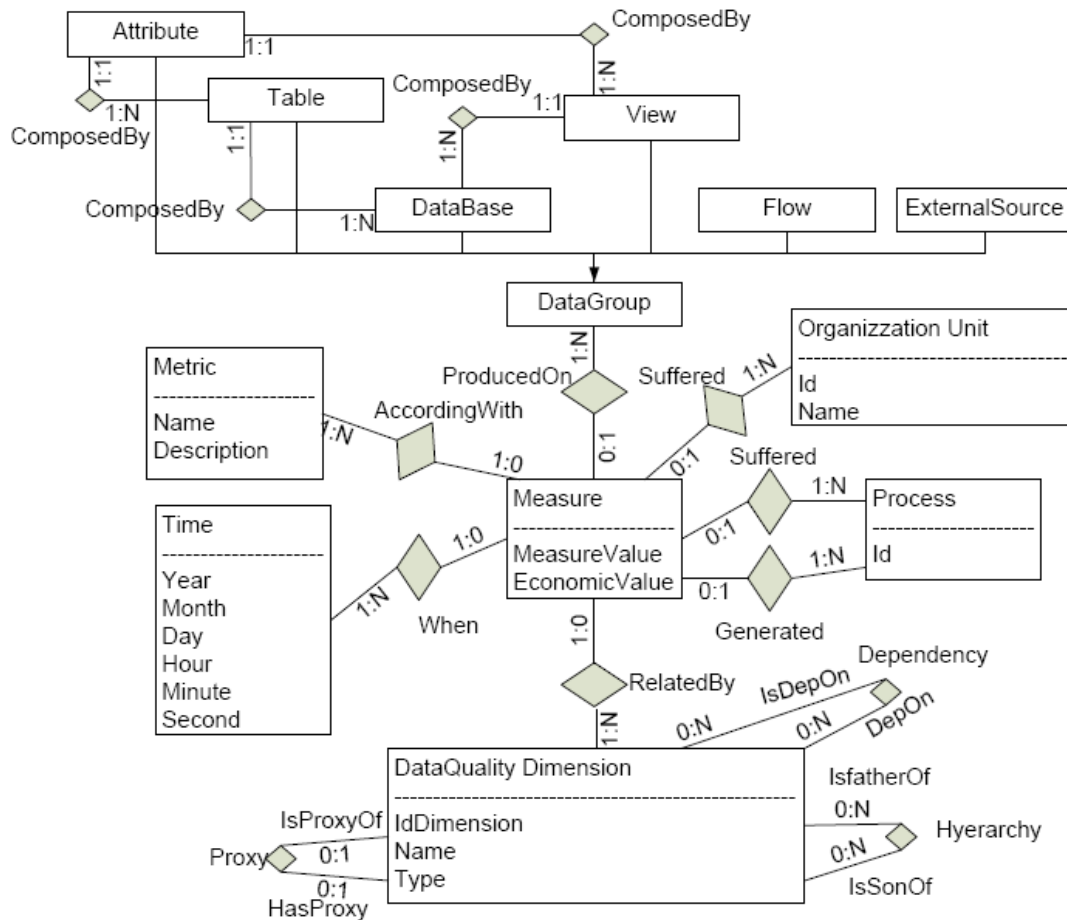 ComposedBy
Attribute
1:1
1:1
1:N
ComposedBy
Table
1:N
ComposedBy
1:1
View
1:1
1:N
ComposedBy
DataBase
1:N
Flow
ExternalSource
DataGroup
1:N
ProducedOn
0:1
Suffered
1:N
0:1
Organizzation Unit
--------------------------------------
Id
Name
Metric
----------------------
Name
Description
AccordingWith
1:N
1:0
Suffered
1:N
0:1
Measure
----------------------
MeasureValue
EconomicValue
Process
----------------------
Id
1:N
0:1
Generated
Time
----------------------
Year
Month
Day
Hour
Minute
Second
1:0
1:N
When
1:0
RelatedBy
1:N
Dependency
IsDepOn
0:N
0:N
DepOn
DataQuality Dimension
------------------------------------------------------
IdDimension
Name
Type
IsfatherOf
0:N
Hyerarchy
0:N
IsSonOf
IsProxyOf
0:1
Proxy
0:1
HasProxy